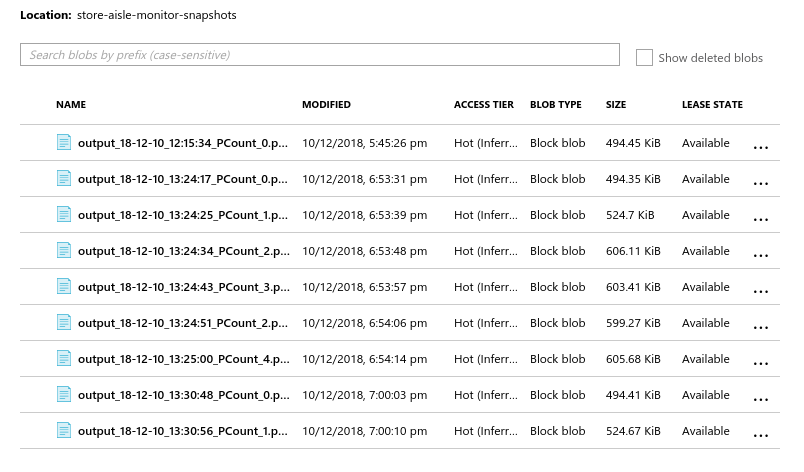 Location: store-aisle-monitor-snapshots
Search blobs by prefix (case-sensitive)
Show deleted blobs
NAME MODIFIED ACCESS TIER BLOB TYPE SIZE LEASE STATE
output_18-12-10_12:15:34_PCount_0.p... 10/12/2018, 5:45:26 pm Hot (Inferr... Block blob 494.45 KiB Available ...
output_18-12-10_13:24:17_PCount_0.p... 10/12/2018, 6:53:31 pm Hot (Inferr... Block blob 494.35 KiB Available ...
output_18-12-10_13:24:25_PCount_1.p... 10/12/2018, 6:53:39 pm Hot (Inferr... Block blob 524.7 KiB Available ...
output_18-12-10_13:24:34_PCount_2.p... 10/12/2018, 6:53:48 pm Hot (Inferr... Block blob 606.11 KiB Available ...
output_18-12-10_13:24:43_PCount_3.p... 10/12/2018, 6:53:57 pm Hot (Inferr... Block blob 603.41 KiB Available ...
output_18-12-10_13:24:51_PCount_2.p... 10/12/2018, 6:54:06 pm Hot (Inferr... Block blob 599.27 KiB Available ...
output_18-12-10_13:25:00_PCount_4.p... 10/12/2018, 6:54:14 pm Hot (Inferr... Block blob 605.68 KiB Available ...
output_18-12-10_13:30:48_PCount_0.p... 10/12/2018, 7:00:03 pm Hot (Inferr... Block blob 494.41 KiB Available ...
output_18-12-10_13:30:56_PCount_1.p... 10/12/2018, 7:00:10 pm Hot (Inferr... Block blob 524.67 KiB Available ...